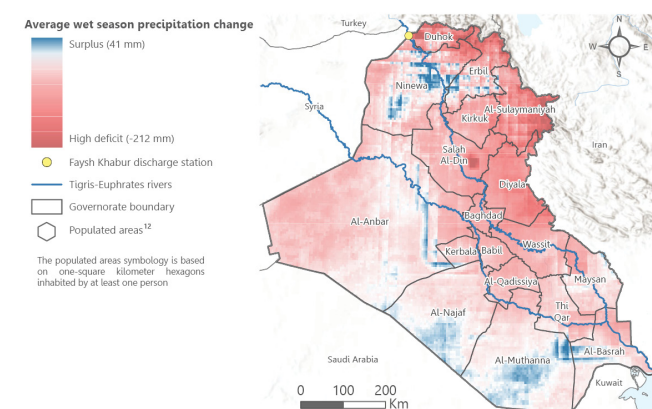 Average wet season precipitation change
Surplus (41 mm)
High deficit (-212 mm)
Faysh Khabur discharge station
Tigris-Euphrates rivers
Governorate boundary
Populated areas¹²
The populated areas symbology is based
on one-square kilometer hexagons
inhabited by at least one person
Turkey
N
W
E
S
Duhok
Erbil
Ninewa
Syria
Al-Sulaymaniyah
Kirkuk
Iran
Salah
Al-Din
Diyala
Al-Anbar
Baghdad
Wassit
Kerbala
Babil
Maysan
Al-Qadissiya
Thi
Qar
Al-Najaf
Al-Basrah
Al-Muthanna
Saudi Arabia
Kuwait
0 100 200
Km